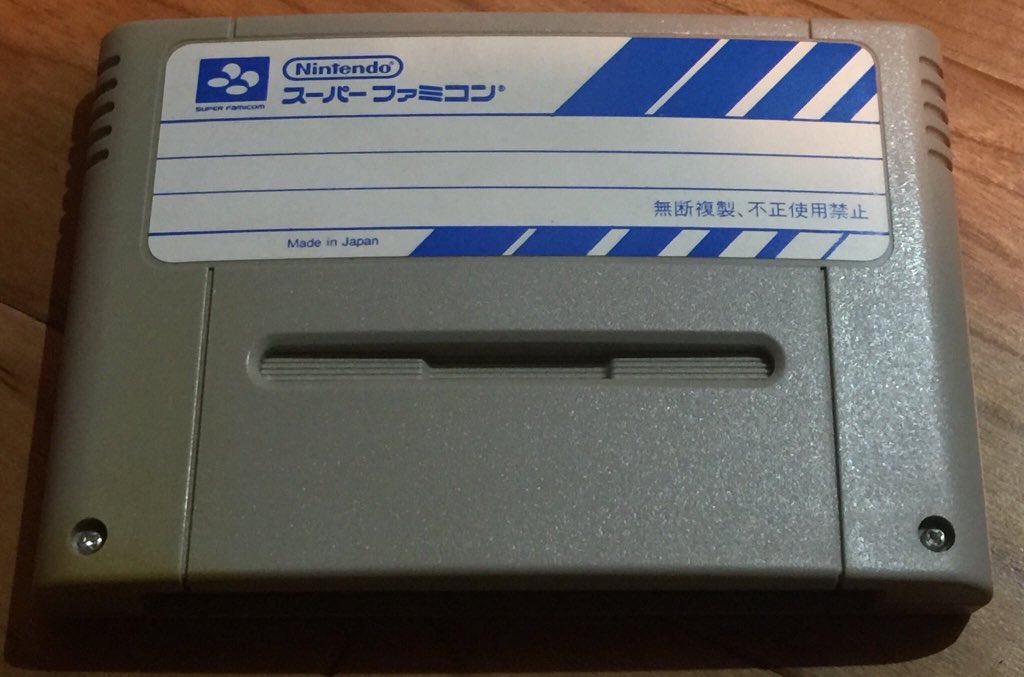 Nintendo®
SUPER FAMICOM
スーパーファミコン®
無断複製、不正使用禁止
Made in Japan